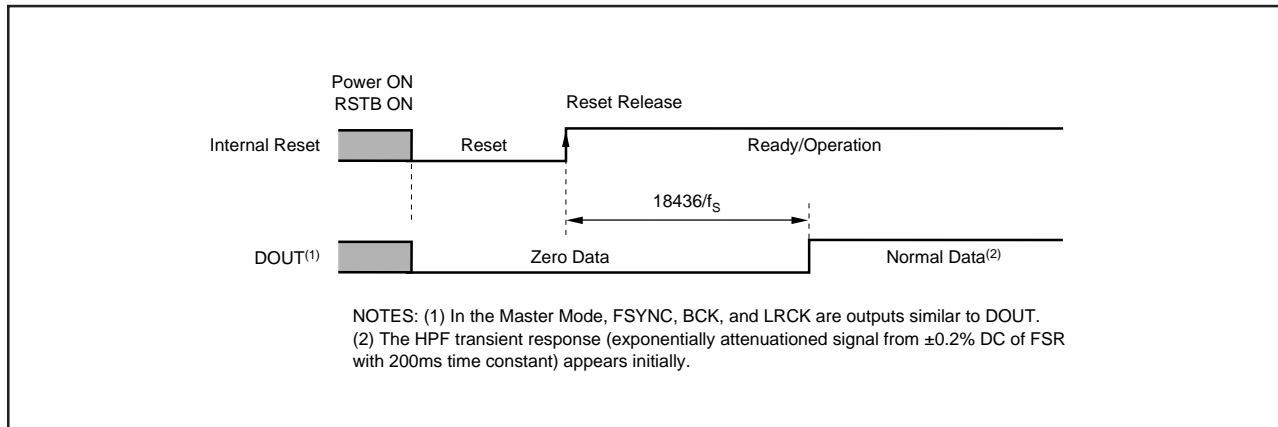 Power ON
RSTB ON
Reset Release
Internal Reset
Reset
Ready/Operation
18436/fS
DOUT(1)
Zero Data
Normal Data(2)
NOTES: (1) In the Master Mode, FSYNC, BCK, and LRCK are outputs similar to DOUT.
(2) The HPF transient response (exponentially attenuationed signal from ±0.2% DC of FSR
with 200ms time constant) appears initially.